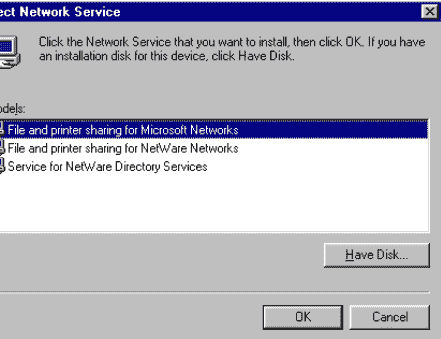 ect Network Service
Click the Network Service that you want to install, then click OK. If you have
an installation disk for this device, click Have Disk.
odels:
File and printer sharing for Microsoft Networks
File and printer sharing for NetWare Networks
Service for NetWare Directory Services
Have Disk...
OK
Cancel